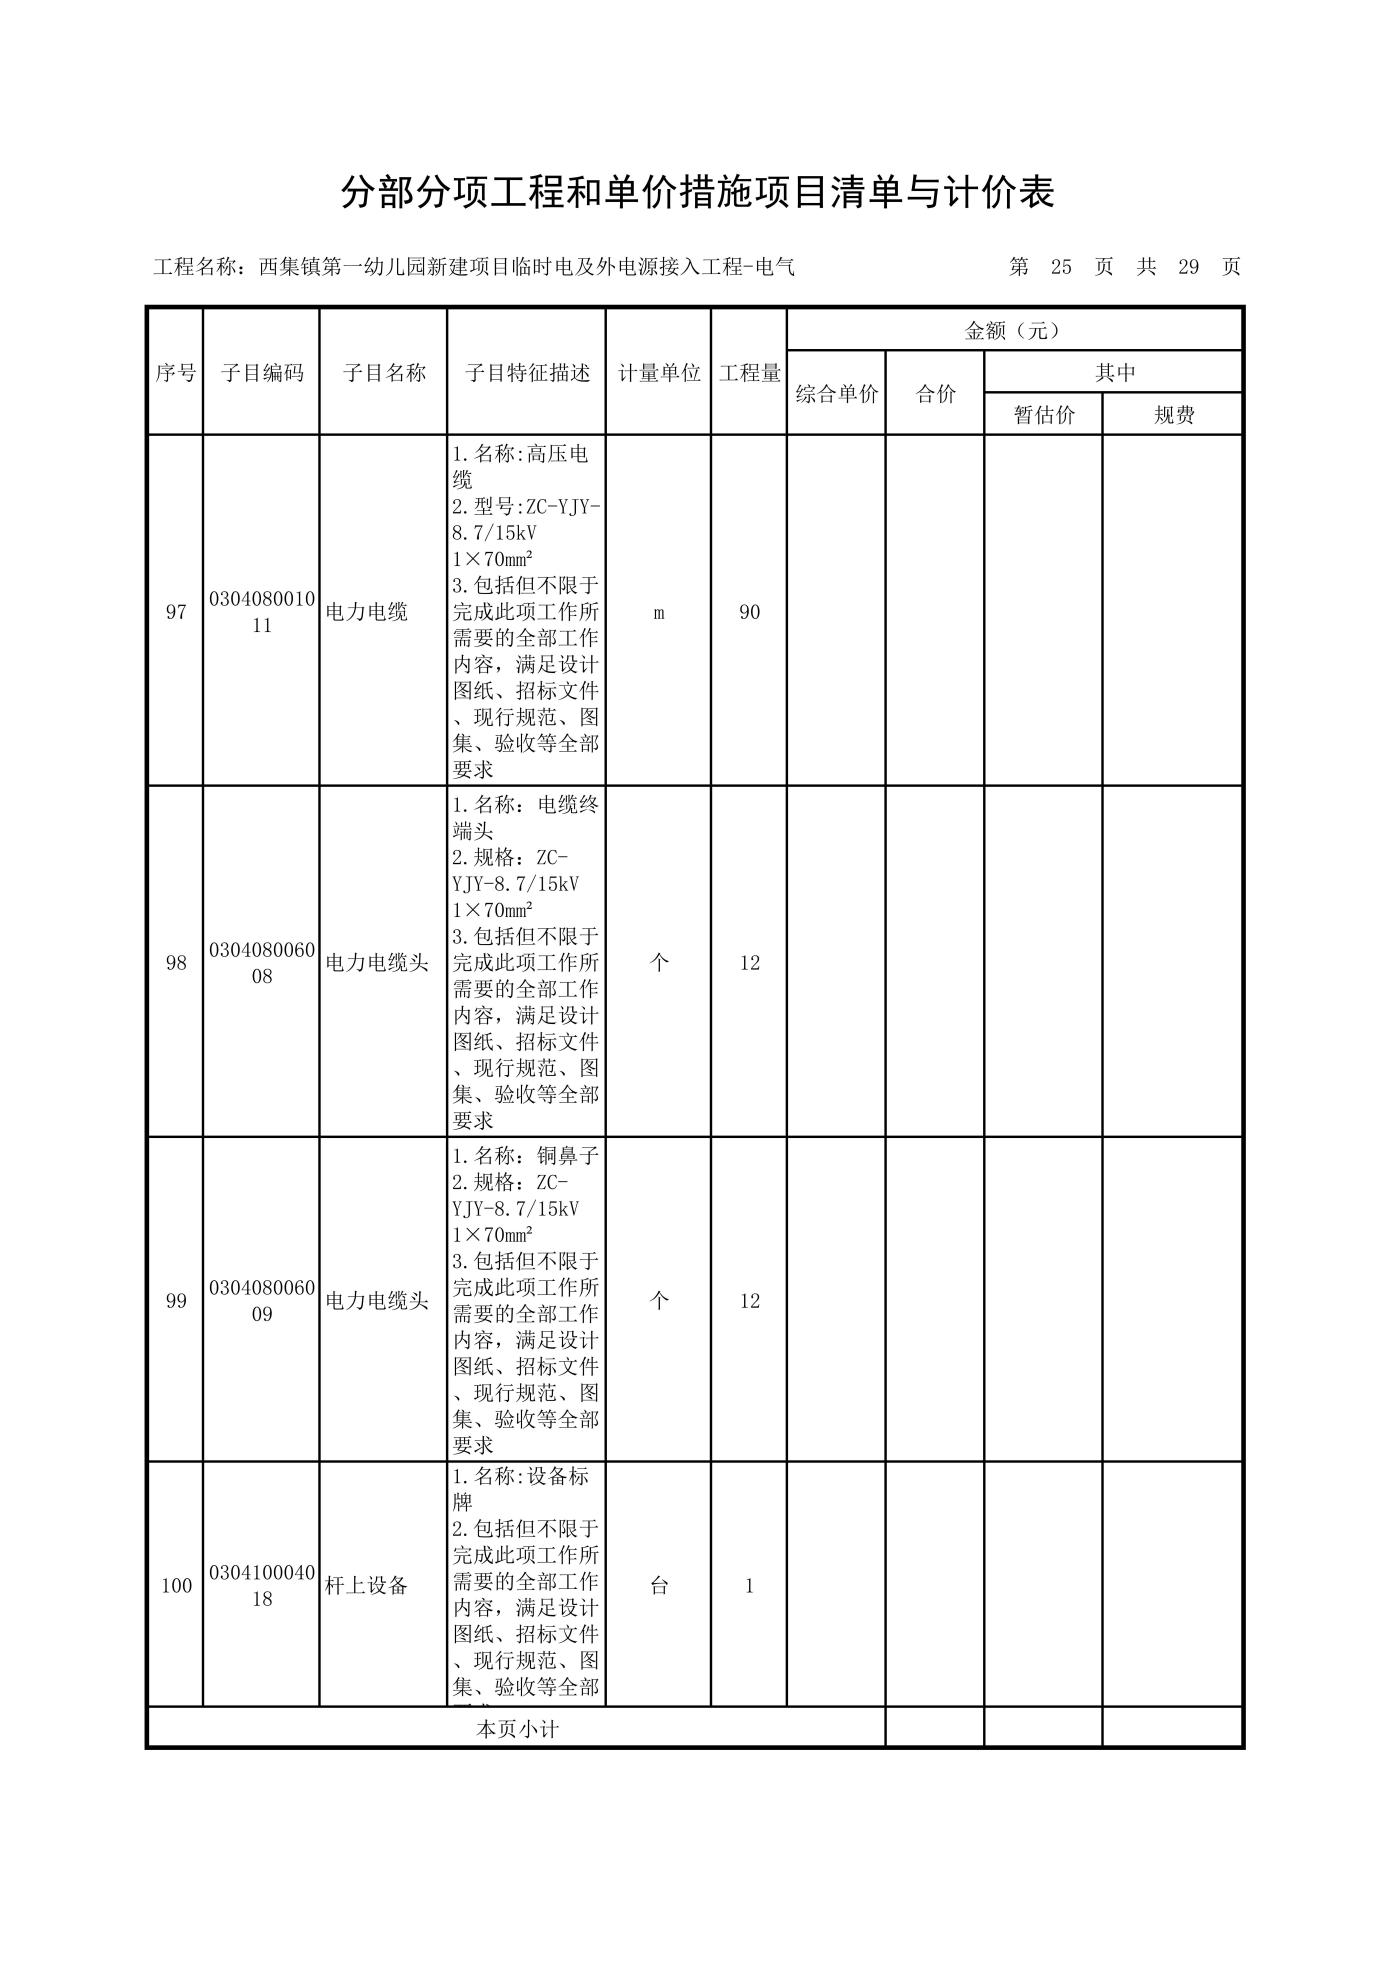 分部分项工程和单价措施项目清单与计价表
工程名称：西集镇第一幼儿园新建项目临时电及外电源接入工程-电气 第 25 页 共 29 页
序号 子目编码 子目名称 子目特征描述 计量单位 工程量 金额（元）
综合单价 合价 其中
暂估价 规费
97
0304080010
11
电力电缆
1.名称:高压电
缆
2.型号:ZC-YJY-
8.7/15kV
1×70mm²
3.包括但不限于
完成此项工作所
需要的全部工作
内容，满足设计
图纸、招标文件
、现行规范、图
集、验收等全部
要求
m
90
98
0304080060
08
电力电缆头
1.名称：电缆终
端头
2.规格：ZC-
YJY-8.7/15kV
1×70mm²
3.包括但不限于
完成此项工作所
需要的全部工作
内容，满足设计
图纸、招标文件
、现行规范、图
集、验收等全部
要求
个
12
99
0304080060
09
电力电缆头
1.名称：铜鼻子
2.规格：ZC-
YJY-8.7/15kV
1×70mm²
3.包括但不限于
完成此项工作所
需要的全部工作
内容，满足设计
图纸、招标文件
、现行规范、图
集、验收等全部
要求
个
12
100
0304100040
18
杆上设备
1.名称:设备标
牌
2.包括但不限于
完成此项工作所
需要的全部工作
内容，满足设计
图纸、招标文件
、现行规范、图
集、验收等全部
台
1
本页小计